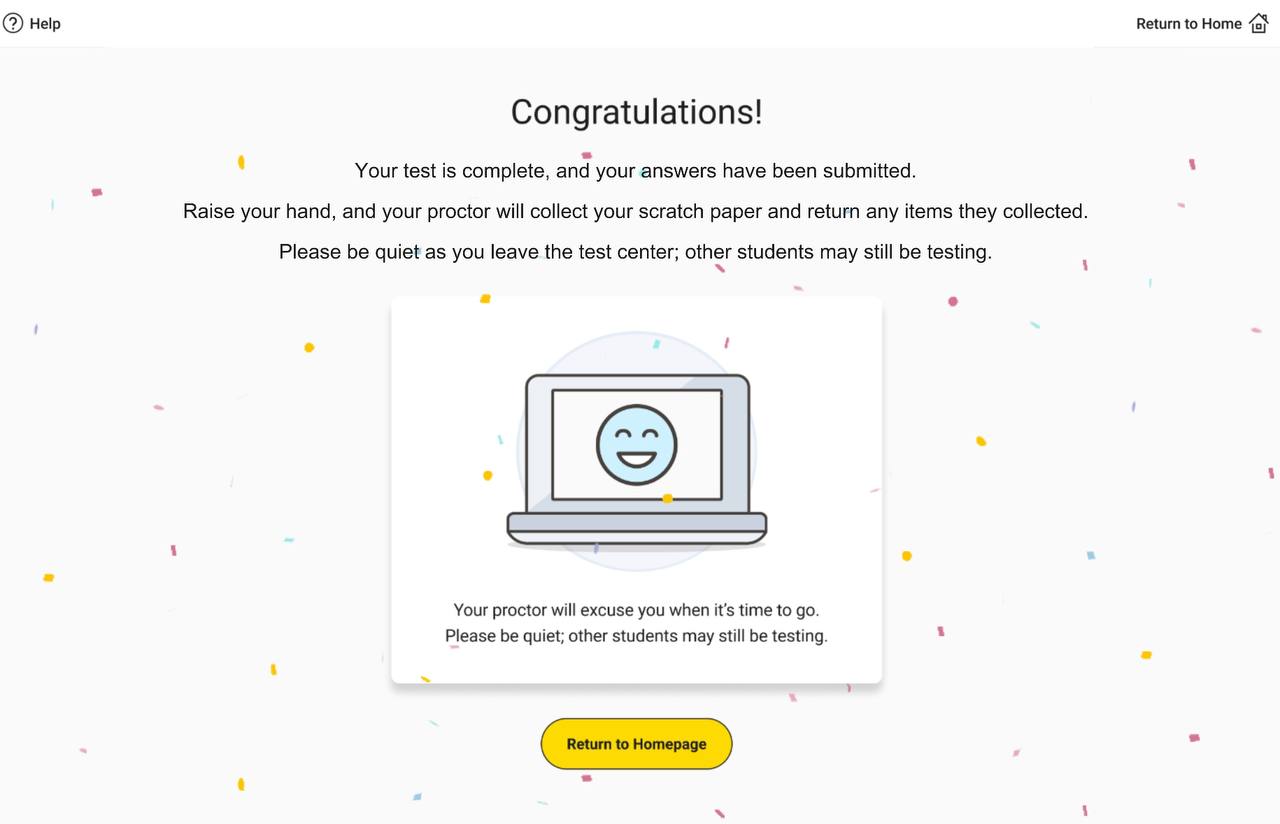 Help
Return to Home
Congratulations!
Your test is complete, and your answers have been submitted.
Raise your hand, and your proctor will collect your scratch paper and return any items they collected.
Please be quiet as you leave the test center; other students may still be testing.
Your proctor will excuse you when it’s time to go.
Please be quiet; other students may still be testing.
Return to Homepage